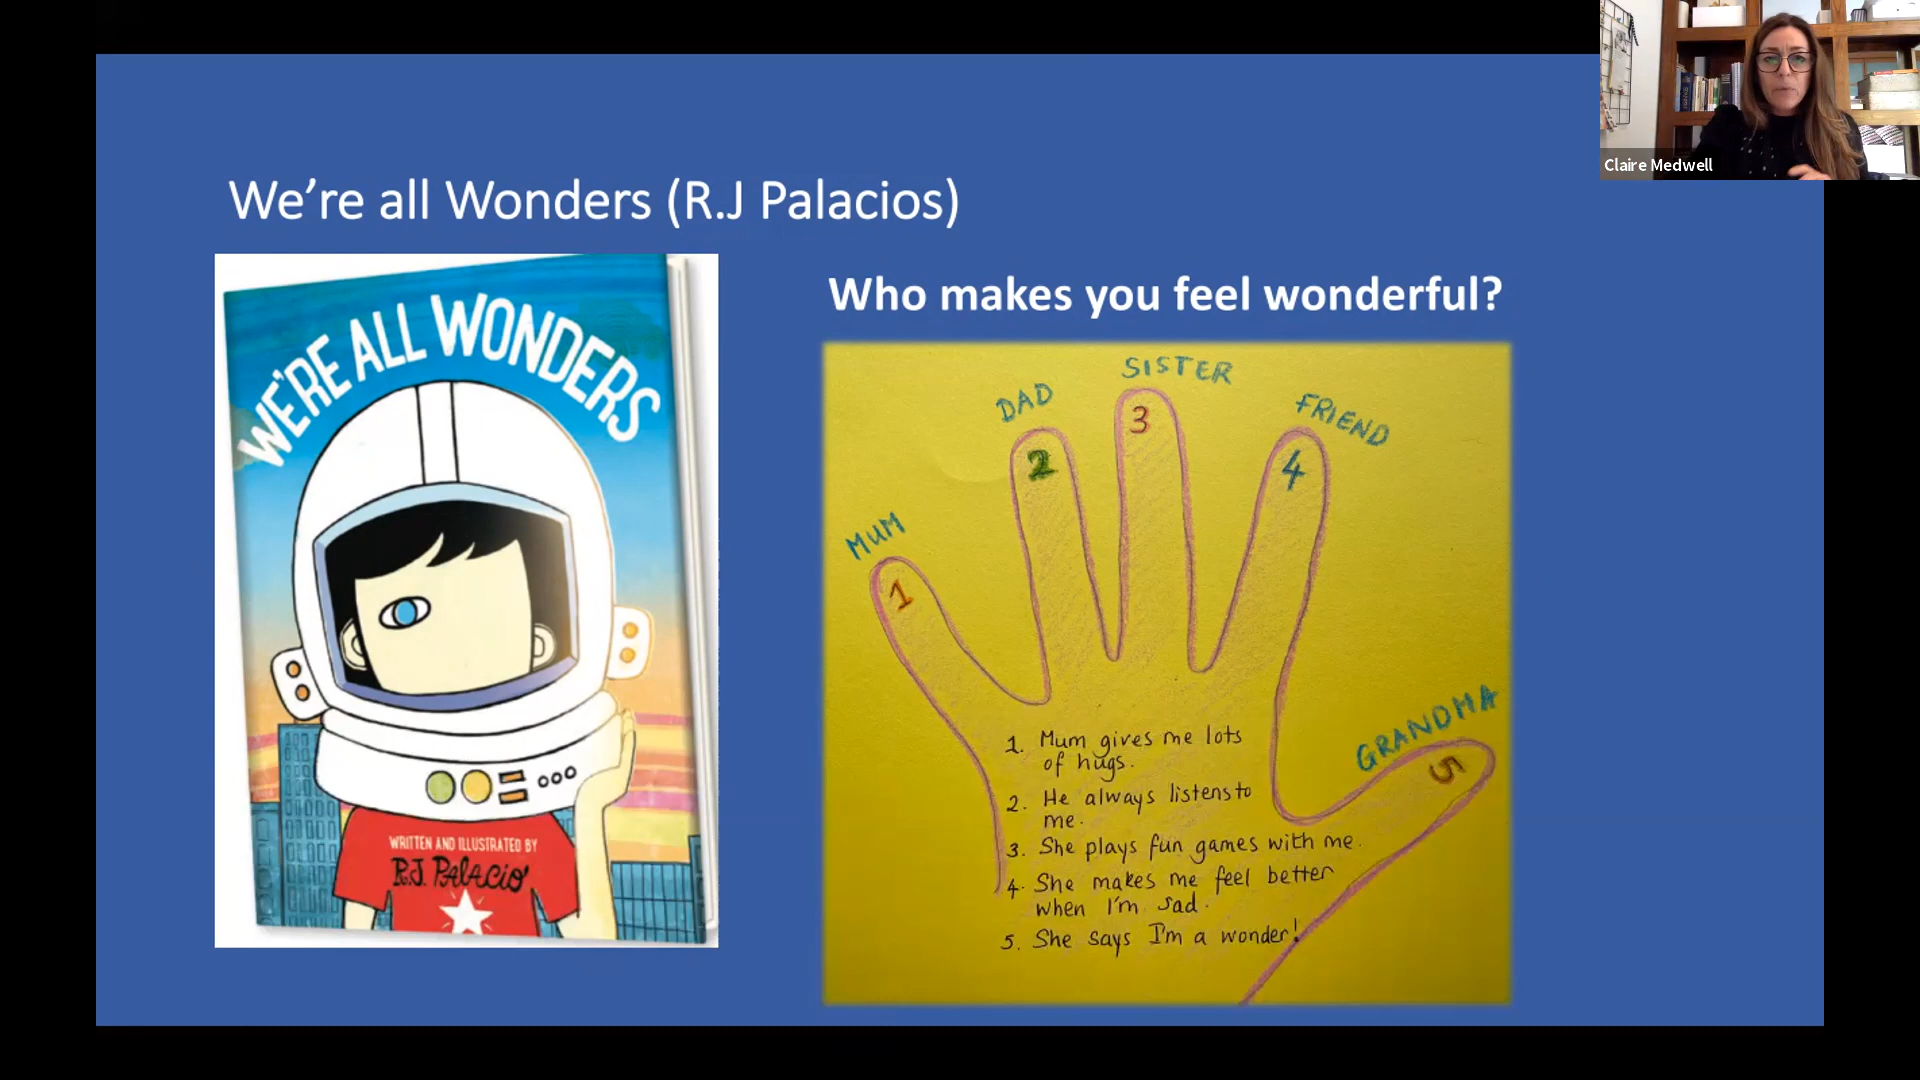 Claire Medwell
We're all Wonders (R.J Palacios)
WE'RE ALL WONDERS
WRITTEN AND ILLUSTRATED BY
R.J. PALACIO
Who makes you feel wonderful?
MUM
DAD
SISTER
FRIEND
GRANDMA
1
2
3
4
5
1. Mum gives me lots
of hugs.
2. He always listens to
me.
3. She plays fun games with me.
4. She makes me feel better
when I'm sad.
5. She says I'm a wonder!